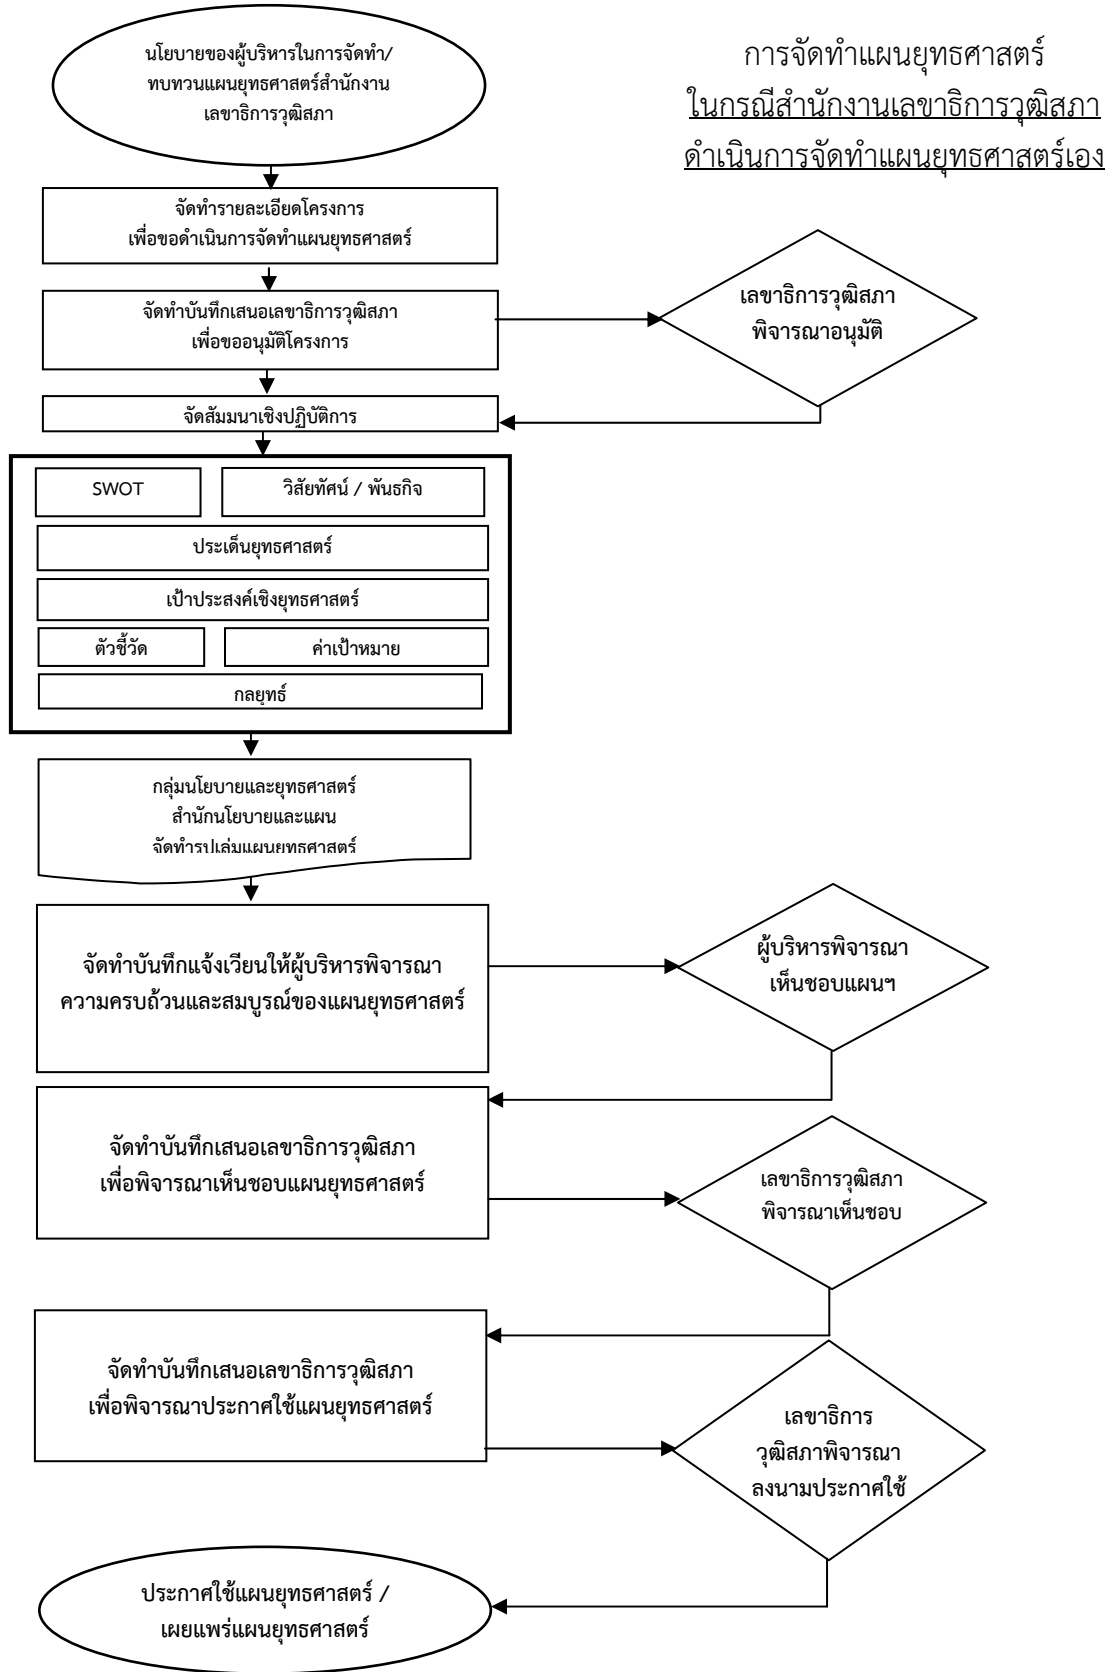 การจัดทำแผนยุทธศาสตร์
ในกรณีสำนักงานเลขาธิการวุฒิสภา
ดำเนินการจัดทำแผนยุทธศาสตร์เอง
นโยบายของผู้บริหารในการจัดทำ/
ทบทวนแผนยุทธศาสตร์สำนักงาน
เลขาธิการวุฒิสภา
จัดทำรายละเอียดโครงการ
เพื่อขอดำเนินการจัดทำแผนยุทธศาสตร์
จัดทำบันทึกเสนอเลขาธิการวุฒิสภา
เพื่อขออนุมัติโครงการ
เลขาธิการวุฒิสภา
พิจารณาอนุมัติ
จัดสัมมนาเชิงปฏิบัติการ
SWOT
วิสัยทัศน์ / พันธกิจ
ประเด็นยุทธศาสตร์
เป้าประสงค์เชิงยุทธศาสตร์
ตัวชี้วัด
ค่าเป้าหมาย
กลยุทธ์
กลุ่มนโยบายและยุทธศาสตร์
สำนักนโยบายและแผน
จัดทำรูปเล่มแผนยุทธศาสตร์
จัดทำบันทึกแจ้งเวียนให้ผู้บริหารพิจารณา
ความครบถ้วนและสมบูรณ์ของแผนยุทธศาสตร์
ผู้บริหารพิจารณา
เห็นชอบแผนฯ
จัดทำบันทึกเสนอเลขาธิการวุฒิสภา
เพื่อพิจารณาเห็นชอบแผนยุทธศาสตร์
เลขาธิการวุฒิสภา
พิจารณาเห็นชอบ
จัดทำบันทึกเสนอเลขาธิการวุฒิสภา
เพื่อพิจารณาประกาศใช้แผนยุทธศาสตร์
เลขาธิการ
วุฒิสภาพิจารณา
ลงนามประกาศใช้
ประกาศใช้แผนยุทธศาสตร์ /
เผยแพร่แผนยุทธศาสตร์